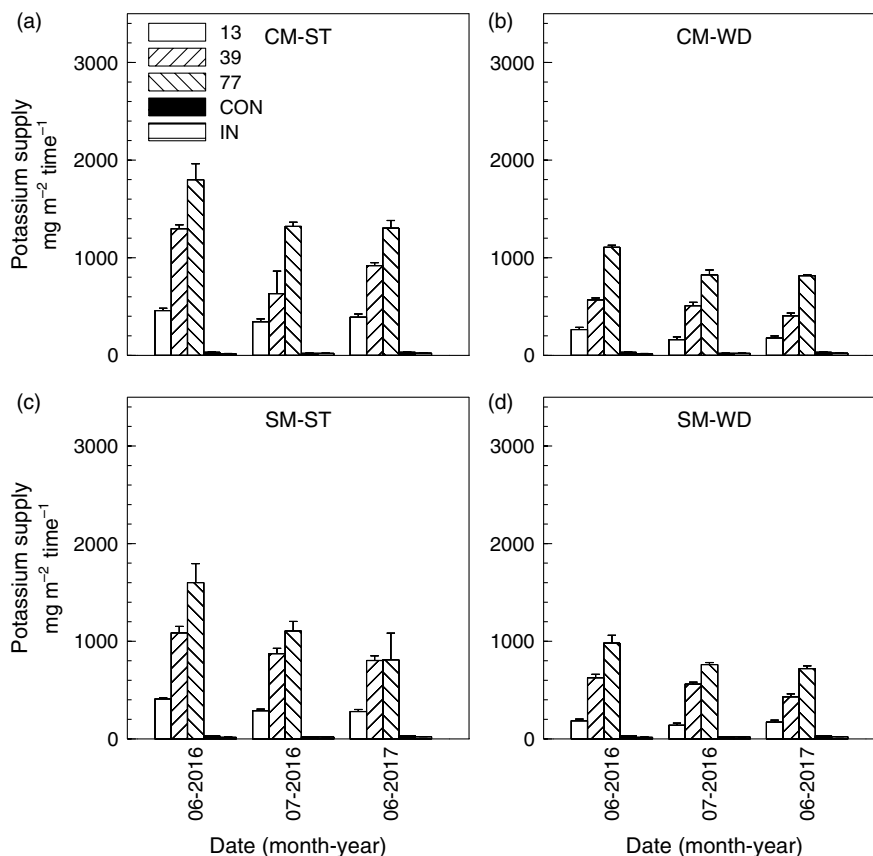 (a)
CM-ST
13
39
77
CON
IN
Potassium supply
mg m⁻² time⁻¹
3000
2000
1000
0
(b)
CM-WD
3000
2000
1000
0
(c)
SM-ST
Potassium supply
mg m⁻² time⁻¹
3000
2000
1000
0
06-2016
07-2016
06-2017
Date (month-year)
(d)
SM-WD
3000
2000
1000
0
06-2016
07-2016
06-2017
Date (month-year)